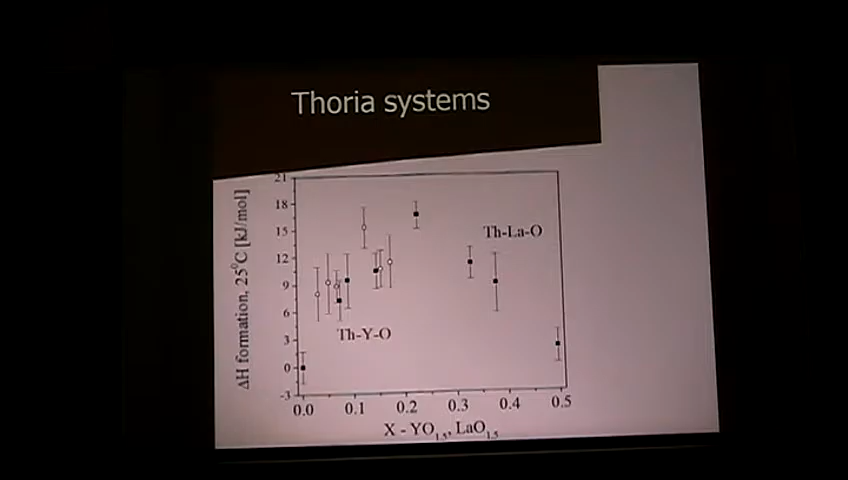 Thoria systems
ΔH formation, 25⁰C [kJ/mol]
21
18
15
12
9
6
3
0
-3
Th-La-O
Th-Y-O
0.0 0.1 0.2 0.3 0.4 0.5
X - YO1.5, LaO1.5